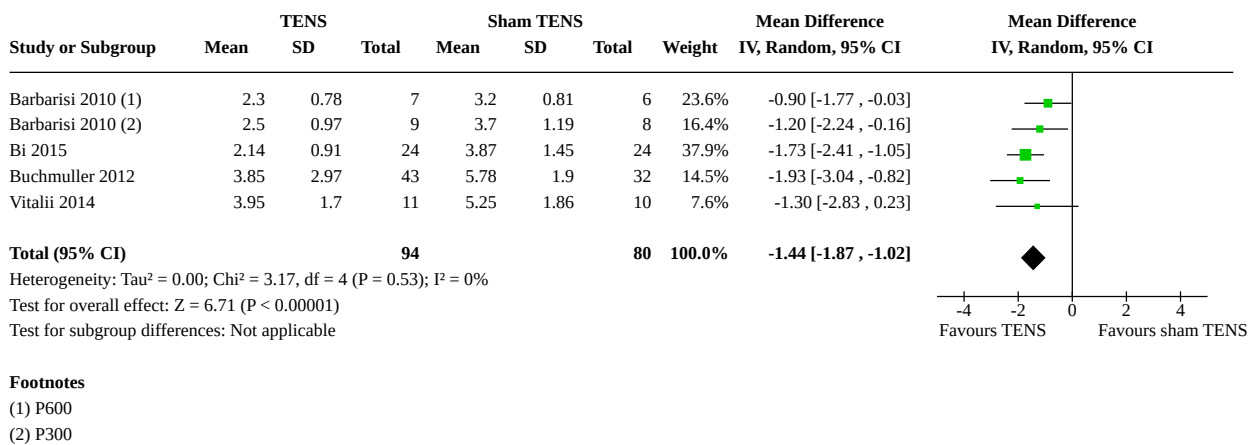 TENS Sham TENS Mean Difference Mean Difference
Study or Subgroup Mean SD Total Mean SD Total Weight IV, Random, 95% CI IV, Random, 95% CI
Barbarisi 2010 (1) 2.3 0.78 7 3.2 0.81 6 23.6% -0.90 [-1.77 , -0.03]
Barbarisi 2010 (2) 2.5 0.97 9 3.7 1.19 8 16.4% -1.20 [-2.24 , -0.16]
Bi 2015 2.14 0.91 24 3.87 1.45 24 37.9% -1.73 [-2.41 , -1.05]
Buchmuller 2012 3.85 2.97 43 5.78 1.9 32 14.5% -1.93 [-3.04 , -0.82]
Vitalii 2014 3.95 1.7 11 5.25 1.86 10 7.6% -1.30 [-2.83 , 0.23]
Total (95% CI) 94 80 100.0% -1.44 [-1.87 , -1.02]
Heterogeneity: Tau² = 0.00; Chi² = 3.17, df = 4 (P = 0.53); I² = 0%
Test for overall effect: Z = 6.71 (P < 0.00001)
-4 -2 0 2 4
Test for subgroup differences: Not applicable
Favours TENS Favours sham TENS
Footnotes
(1) P600
(2) P300